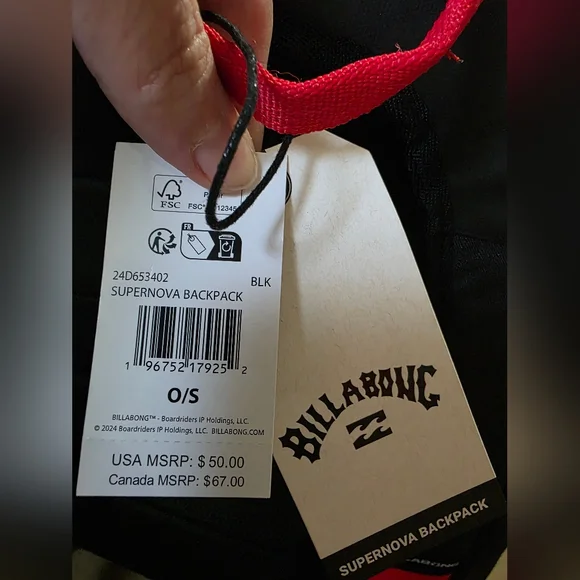 FSC
FSC
FR
24D653402
BLK
SUPERNOVA BACKPACK
1 96752 17925 2
O/S
BILLABONG™ - Boardriders IP Holdings, LLC.
© 2024 Boardriders IP Holdings, LLC. BILLABONG.COM
USA MSRP: $ 50.00
Canada MSRP: $ 67.00
BILLABONG
SUPERNOVA BACKPACK